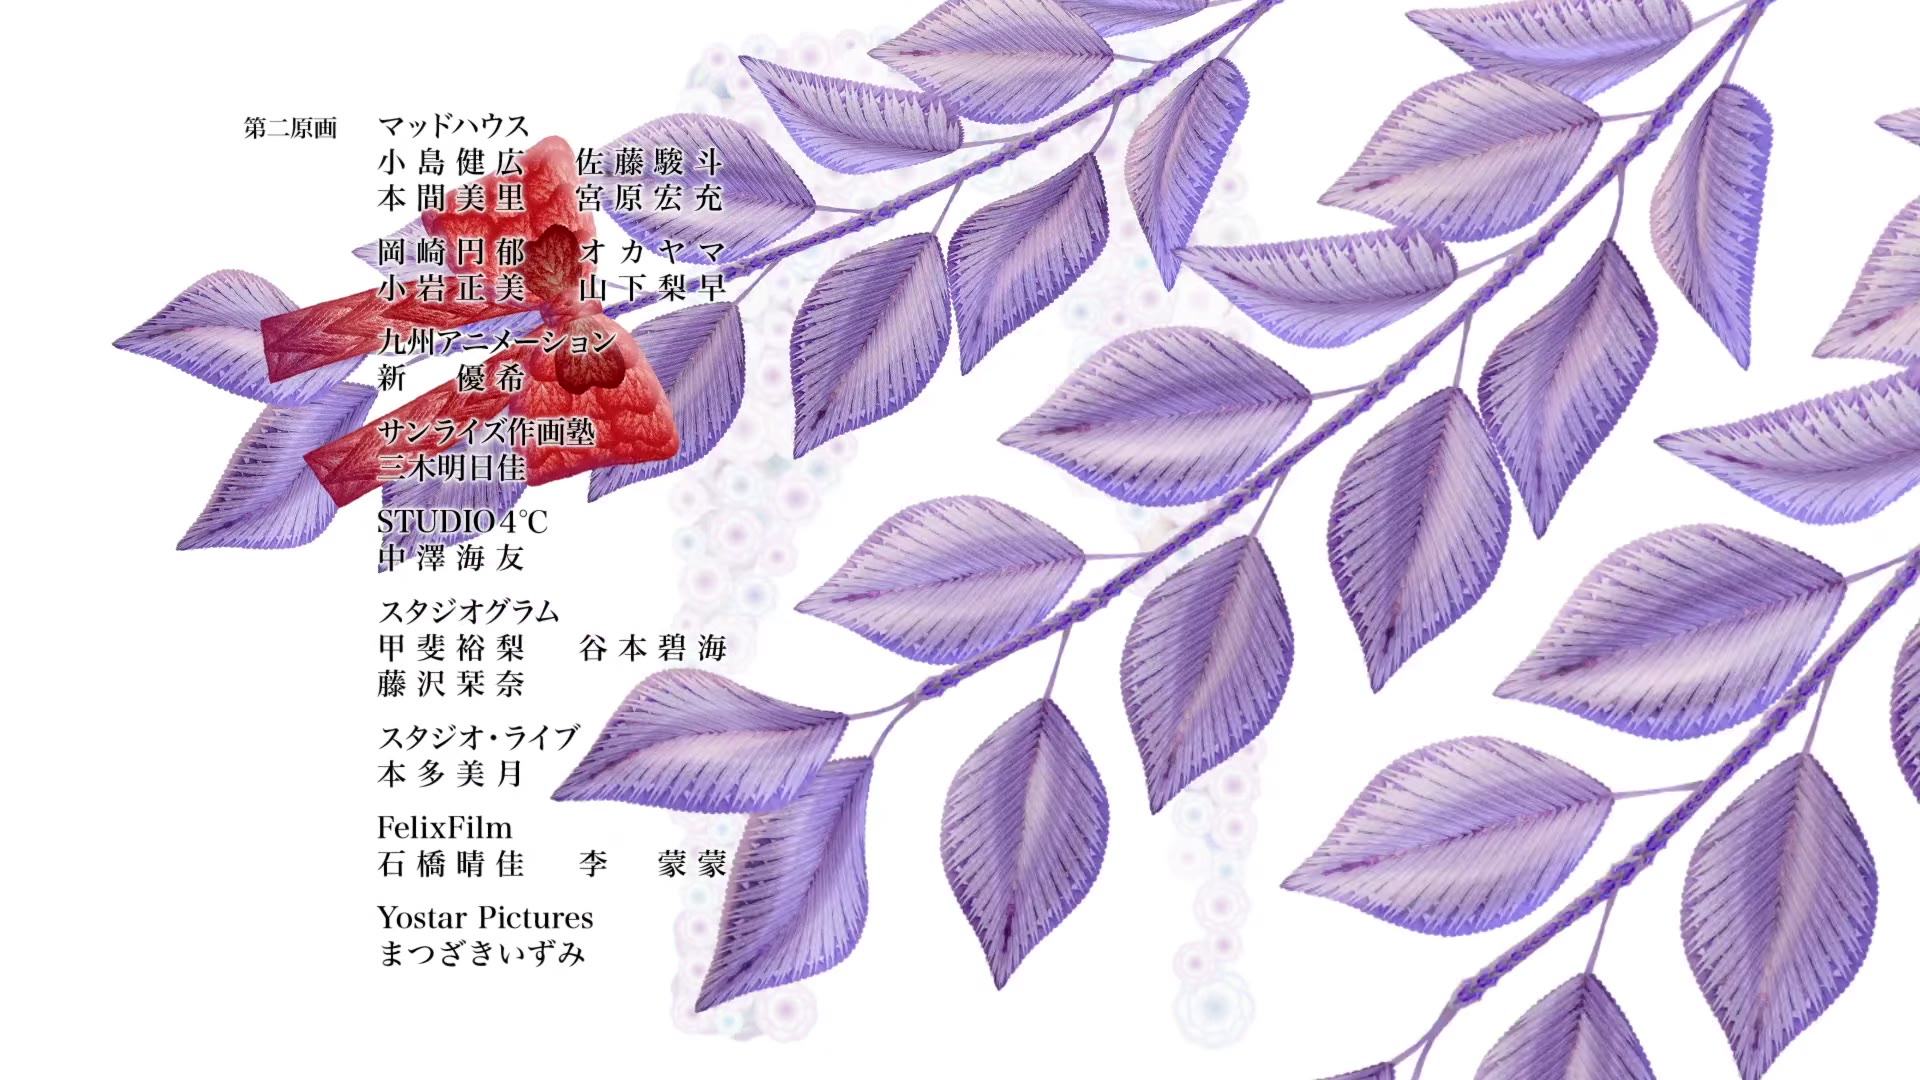 第二原画 マッドハウス
小島健広 佐藤駿斗
本間美里 宮原宏充
岡崎円郁 オカヤマ
小岩正美 山下梨早
九州アニメーション
新 優希
サンライズ作画塾
三木明日佳
STUDIO4℃
中澤海友
スタジオグラム
甲斐裕梨 谷本碧海
藤沢栞奈
スタジオ・ライブ
本多美月
FelixFilm
石橋晴佳 李 蒙蒙
Yostar Pictures
まつざきいずみ